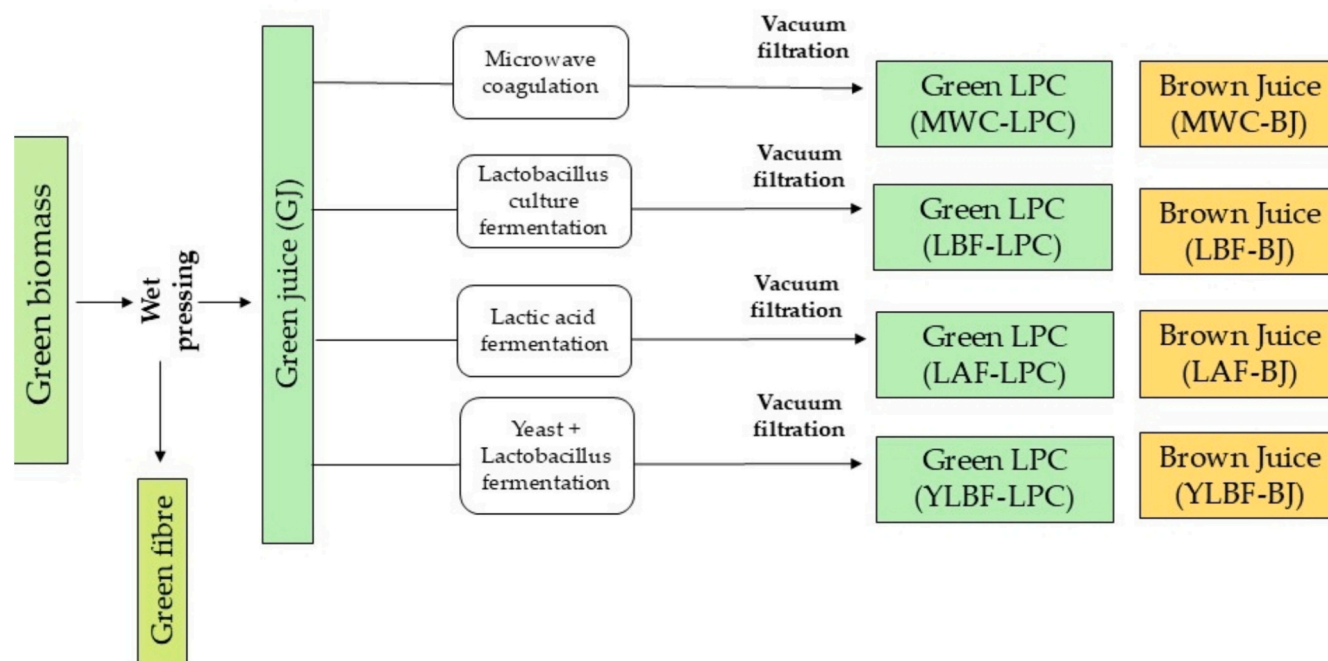 Green biomass
Wet
pressing
Green fibre
Green juice (GJ)
Microwave
coagulation
Vacuum
filtration
Green LPC
(MWC-LPC)
Brown Juice
(MWC-BJ)
Lactobacillus
culture
fermentation
Vacuum
filtration
Green LPC
(LBF-LPC)
Brown Juice
(LBF-BJ)
Lactic acid
fermentation
Vacuum
filtration
Green LPC
(LAF-LPC)
Brown Juice
(LAF-BJ)
Yeast +
Lactobacillus
fermentation
Vacuum
filtration
Green LPC
(YLBF-LPC)
Brown Juice
(YLBF-BJ)